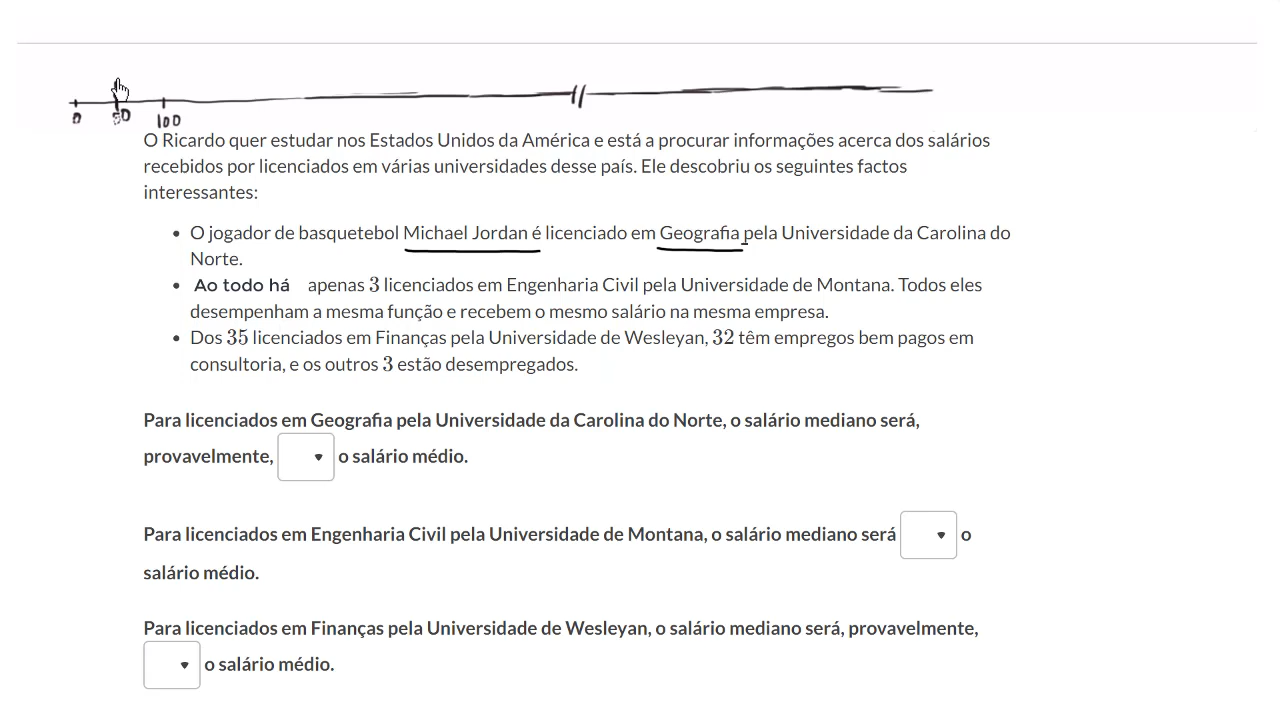 0 50 100
O Ricardo quer estudar nos Estados Unidos da América e está a procurar informações acerca dos salários
recebidos por licenciados em várias universidades desse país. Ele descobriu os seguintes factos
interessantes:
• O jogador de basquetebol Michael Jordan é licenciado em Geografia pela Universidade da Carolina do
Norte.
• Ao todo há apenas 3 licenciados em Engenharia Civil pela Universidade de Montana. Todos eles
desempenham a mesma função e recebem o mesmo salário na mesma empresa.
• Dos 35 licenciados em Finanças pela Universidade de Wesleyan, 32 têm empregos bem pagos em
consultoria, e os outros 3 estão desempregados.
Para licenciados em Geografia pela Universidade da Carolina do Norte, o salário mediano será,
provavelmente, o salário médio.
Para licenciados em Engenharia Civil pela Universidade de Montana, o salário mediano será o
salário médio.
Para licenciados em Finanças pela Universidade de Wesleyan, o salário mediano será, provavelmente,
o salário médio.